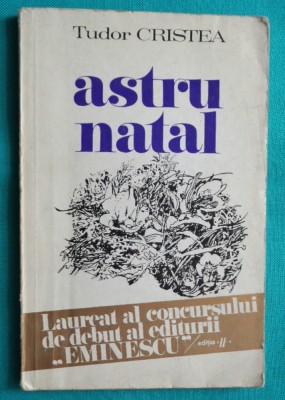 Tudor CRISTEA
astru
natal
Laureat al concursului
de debut al editurii
„EMINESCU” / ediția - II -